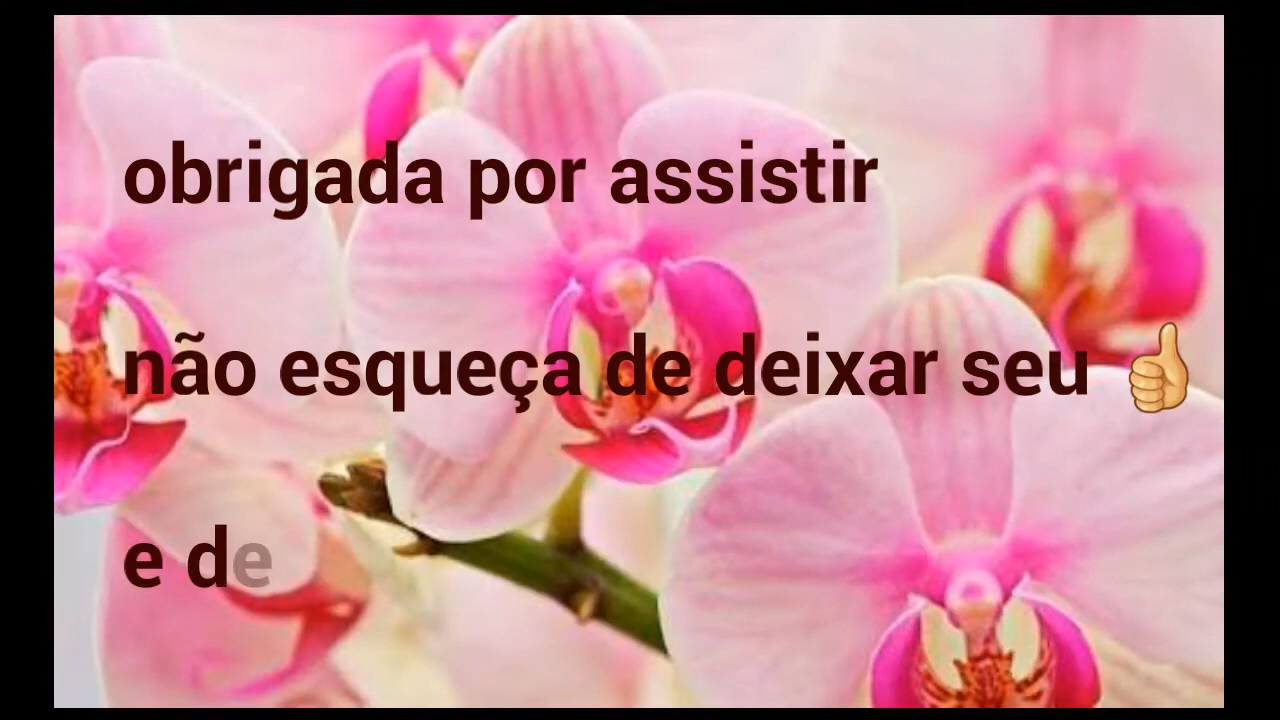 obrigada por assistir
não esqueça de deixar seu 👍
e de